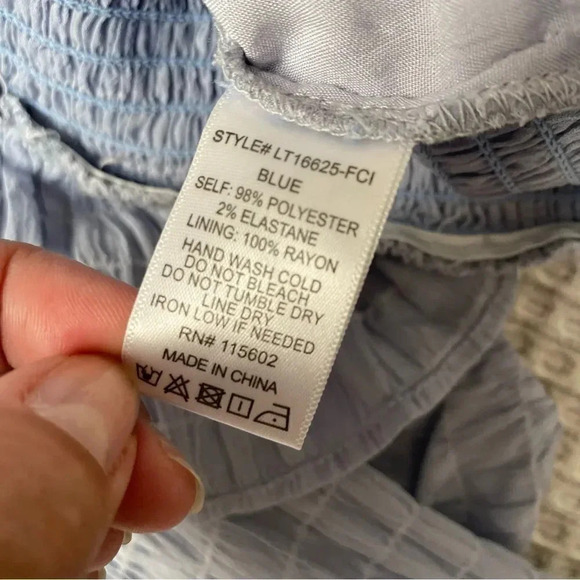 STYLE# LT16625-FCI
BLUE
SELF: 98% POLYESTER
2% ELASTANE
LINING: 100% RAYON
HAND WASH COLD
DO NOT BLEACH
DO NOT TUMBLE DRY
LINE DRY
IRON LOW IF NEEDED
RN# 115602
MADE IN CHINA